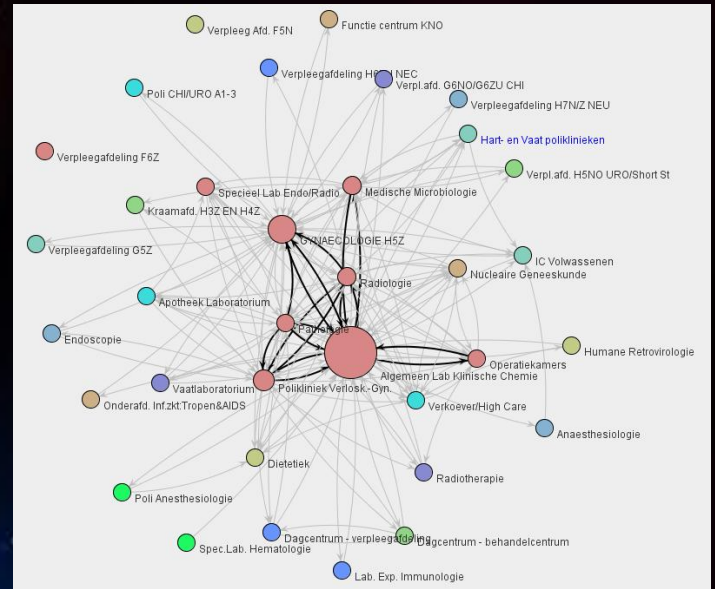 Verpleeg Afd. F5N
Functie centrum KNO
Verpleegafdeling H6 NEC
Verpl.afd. G6NO/G6ZU CHI
Poli CHI/URO A1-3
Verpleegafdeling H7N/Z NEU
Hart- en Vaat poliklinieken
Verpleegafdeling F6Z
Verpl.afd. H5NO URO/Short St
Specieel Lab Endo/Radio
Medische Microbiologie
Kraamafd. H3Z EN H4Z
GYNAECOLOGIE H5Z
Verpleegafdeling G5Z
IC Volwassenen
Nucleaire Geneeskunde
Radiologie
Apotheek Laboratorium
Pathologie
Endoscopie
Humane Retrovirologie
Operatiekamers
Algemeen Lab Klinische Chemie
Vaatlaboratorium
Polikliniek Verlosk.-Gyn.
Onderafd. Inf.zkt:Tropen&AIDS
Verkoever/High Care
Anaesthesiologie
Dietetiek
Radiotherapie
Poli Anesthesiologie
Dagcentrum - verpleegafdeling
Dagcentrum - behandelcentrum
Spec.Lab. Hematologie
Lab. Exp. Immunologie